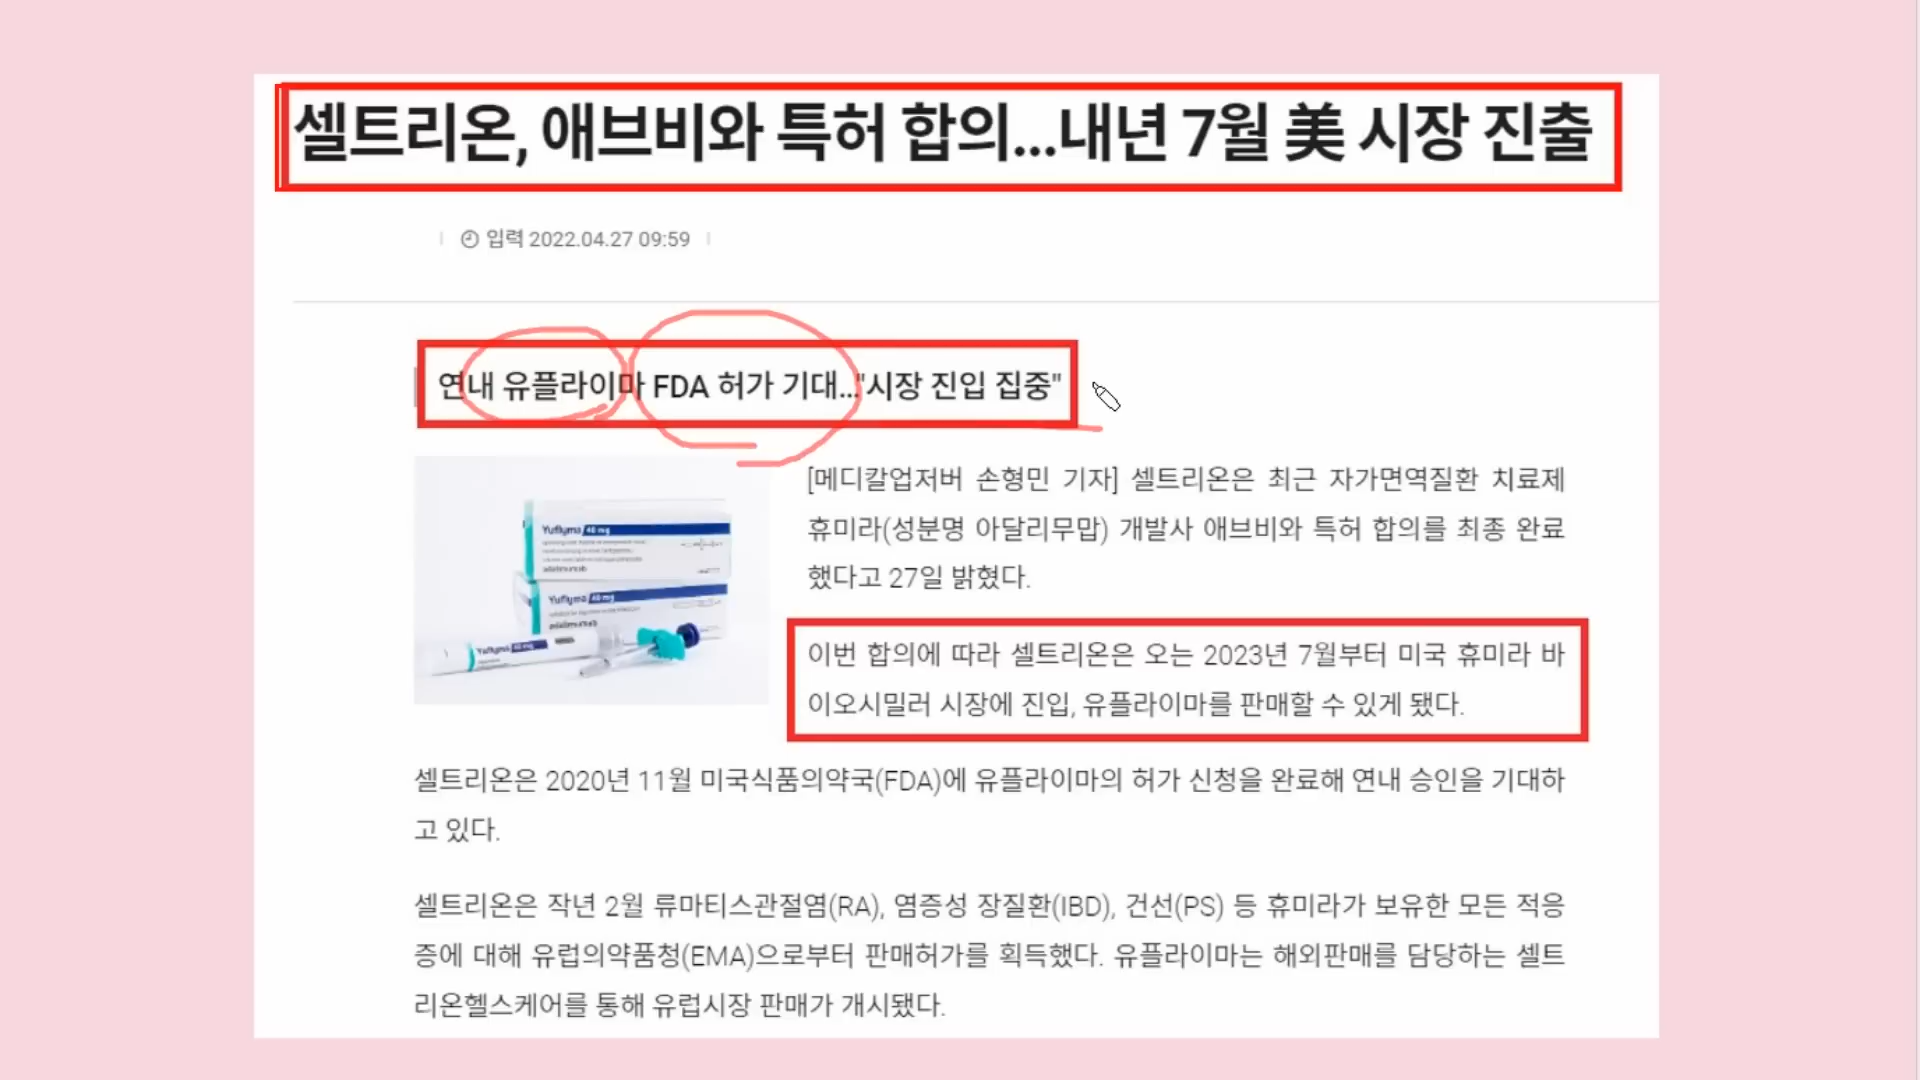 셀트리온, 애브비와 특허 합의...내년 7월 美 시장 진출
입력 2022.04.27 09:59
연내 유플라이마 FDA 허가 기대..."시장 진입 집중"
[메디칼업저버 손형민 기자] 셀트리온은 최근 자가면역질환 치료제
휴미라(성분명 아달리무맙) 개발사 애브비와 특허 합의를 최종 완료
했다고 27일 밝혔다.
Yuflyma 40 mg
adalimumab
Yuflyma 40 mg
adalimumab
Yuflyma 40 mg
이번 합의에 따라 셀트리온은 오는 2023년 7월부터 미국 휴미라 바
이오시밀러 시장에 진입, 유플라이마를 판매할 수 있게 됐다.
셀트리온은 2020년 11월 미국식품의약국(FDA)에 유플라이마의 허가 신청을 완료해 연내 승인을 기대하
고 있다.
셀트리온은 작년 2월 류마티스관절염(RA), 염증성 장질환(IBD), 건선(PS) 등 휴미라가 보유한 모든 적응
증에 대해 유럽의약품청(EMA)으로부터 판매허가를 획득했다. 유플라이마는 해외판매를 담당하는 셀트
리온헬스케어를 통해 유럽시장 판매가 개시됐다.